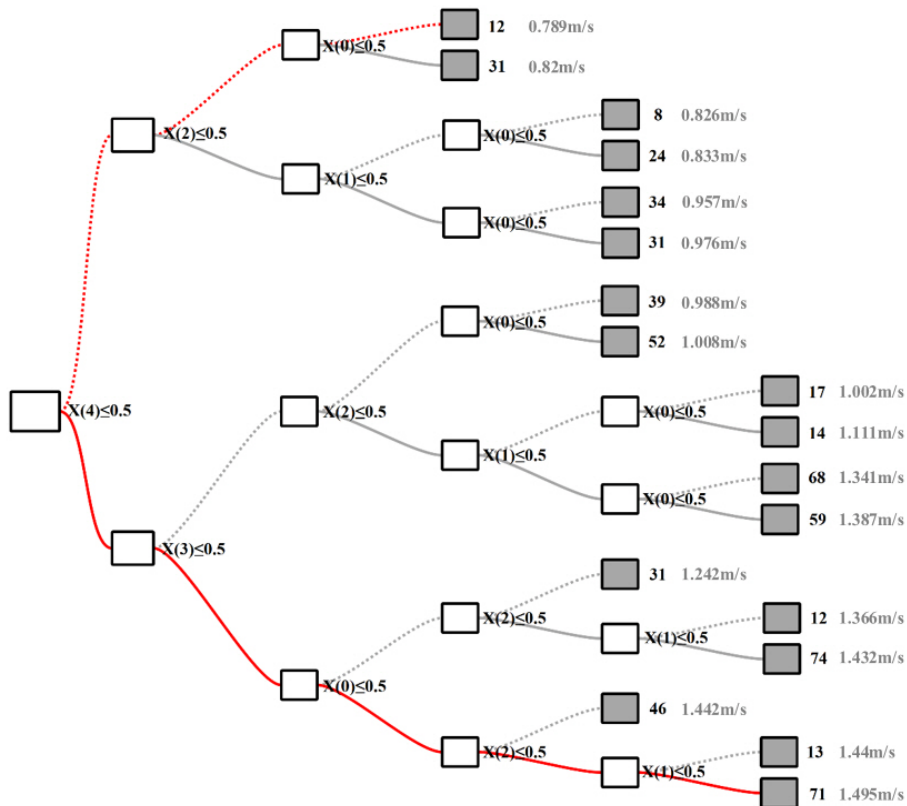 12 0.789m/s
X(0)≤0.5
31 0.82m/s
8 0.826m/s
X(2)≤0.5
X(0)≤0.5
24 0.833m/s
X(1)≤0.5
34 0.957m/s
X(0)≤0.5
31 0.976m/s
39 0.988m/s
X(0)≤0.5
52 1.008m/s
17 1.002m/s
X(4)≤0.5
X(2)≤0.5
X(0)≤0.5
14 1.111m/s
X(1)≤0.5
68 1.341m/s
X(0)≤0.5
59 1.387m/s
X(3)≤0.5
31 1.242m/s
X(2)≤0.5
12 1.366m/s
X(1)≤0.5
74 1.432m/s
X(0)≤0.5
46 1.442m/s
X(2)≤0.5
13 1.44m/s
X(1)≤0.5
71 1.495m/s